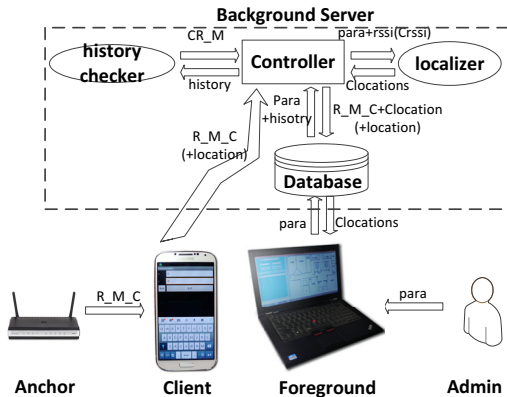 Background Server
CR_M
para+rssi(Crssi)
history
checker
Controller
localizer
history
Clocations
Para
+hisotry
R_M_C+Clocation
(+location)
R_M_C
(+location)
Database
para
Clocations
R_M_C
para
Anchor
Client
Foreground
Admin